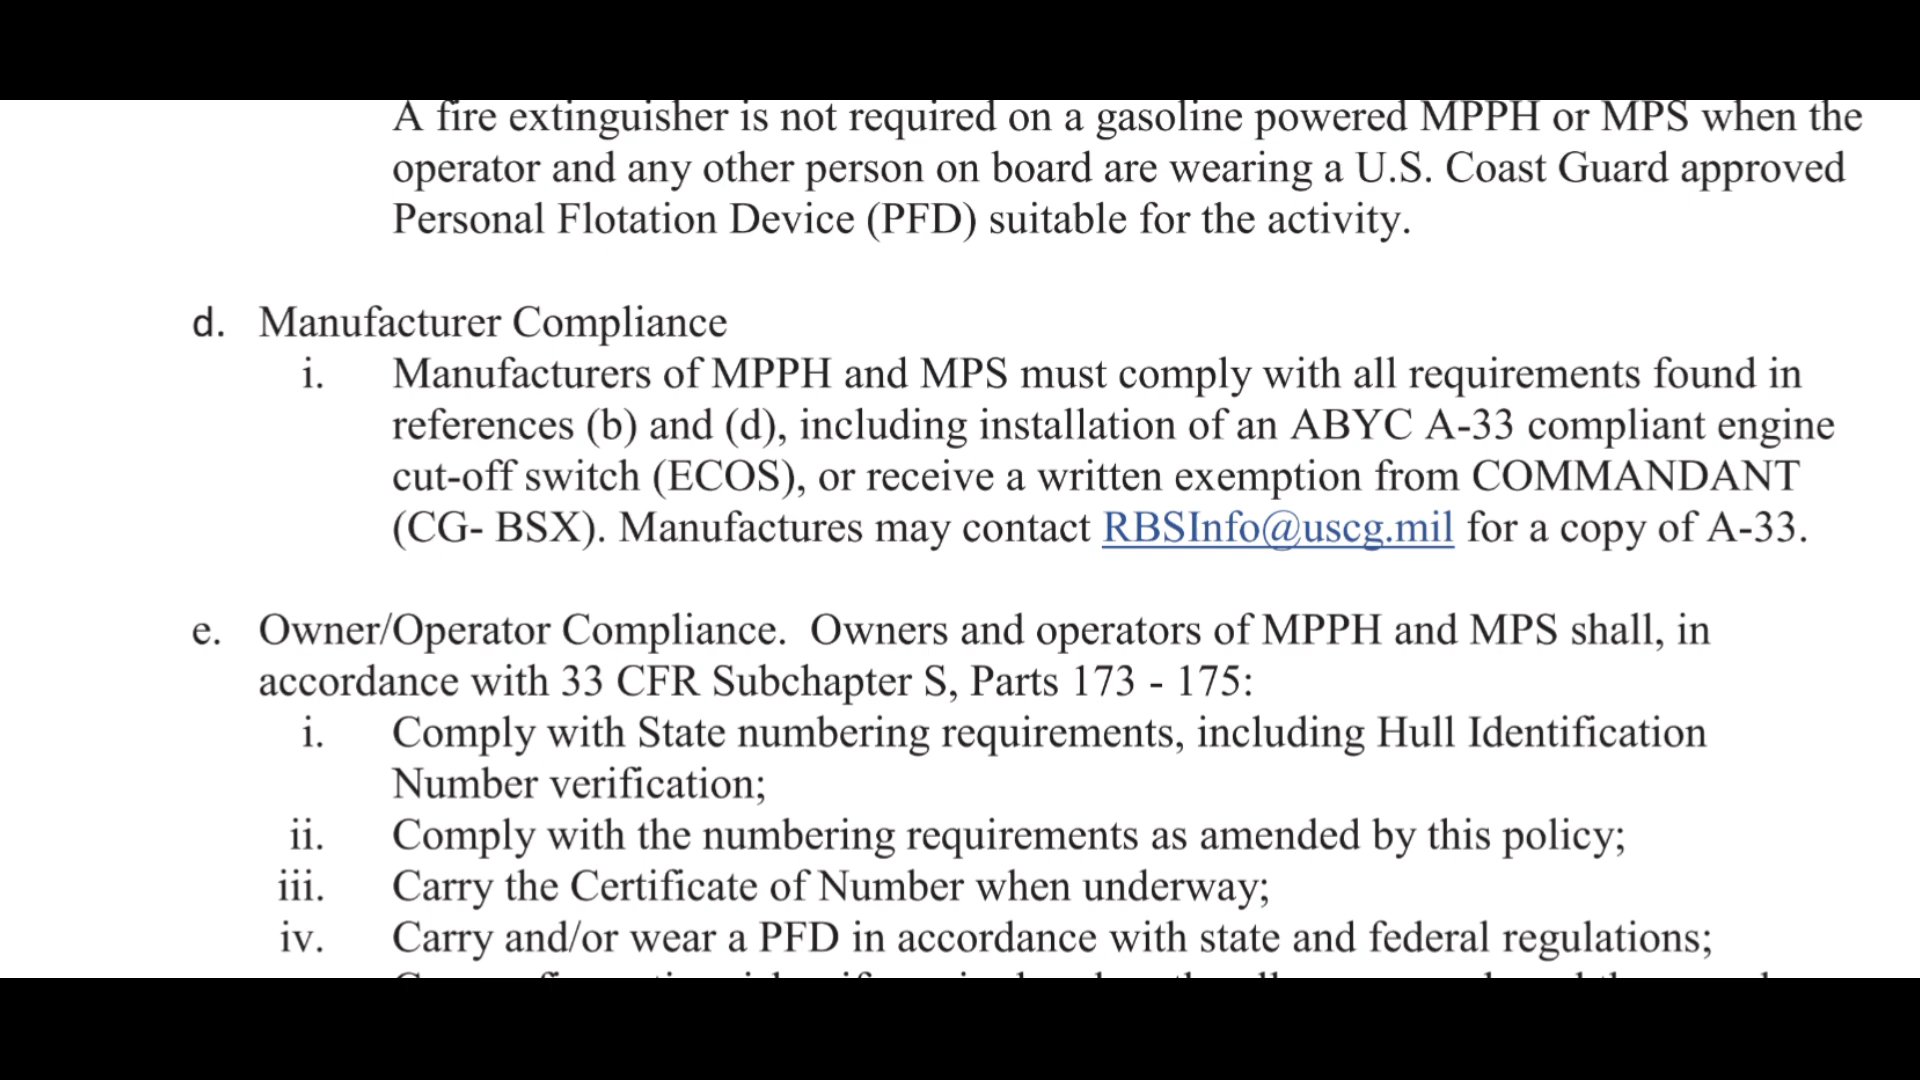 A fire extinguisher is not required on a gasoline powered MPPH or MPS when the
operator and any other person on board are wearing a U.S. Coast Guard approved
Personal Flotation Device (PFD) suitable for the activity.
d. Manufacturer Compliance
i. Manufacturers of MPPH and MPS must comply with all requirements found in
references (b) and (d), including installation of an ABYC A-33 compliant engine
cut-off switch (ECOS), or receive a written exemption from COMMANDANT
(CG- BSX). Manufactures may contact RBSInfo@uscg.mil for a copy of A-33.
e. Owner/Operator Compliance.  Owners and operators of MPPH and MPS shall, in
accordance with 33 CFR Subchapter S, Parts 173 - 175:
i. Comply with State numbering requirements, including Hull Identification
Number verification;
ii. Comply with the numbering requirements as amended by this policy;
iii. Carry the Certificate of Number when underway;
iv. Carry and/or wear a PFD in accordance with state and federal regulations;